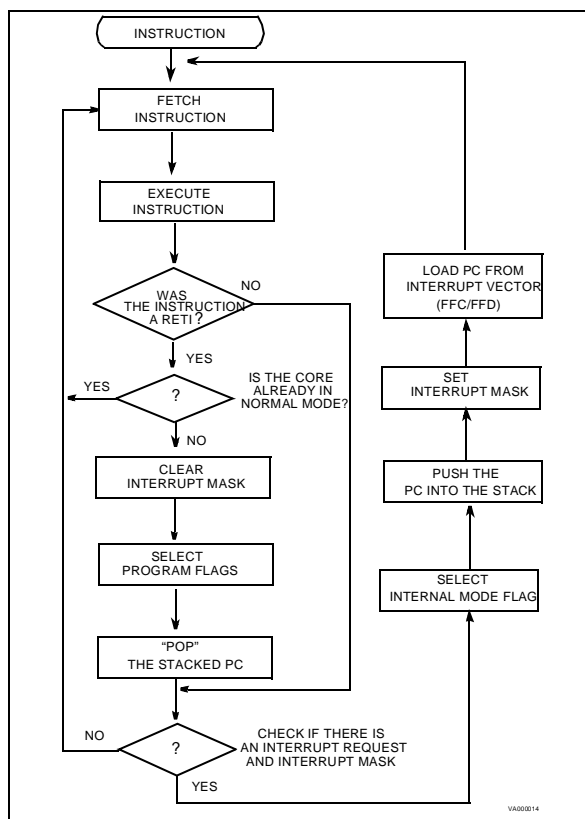 INSTRUCTION
FETCH
INSTRUCTION
EXECUTE
INSTRUCTION
WAS
THE INSTRUCTION
A RETI ?
NO
YES
?
YES
IS THE CORE
ALREADY IN
NORMAL MODE?
NO
CLEAR
INTERRUPT MASK
SELECT
PROGRAM FLAGS
“POP”
THE STACKED PC
?
NO
CHECK IF THERE IS
AN INTERRUPT REQUEST
AND INTERRUPT MASK
YES
SELECT
INTERNAL MODE FLAG
PUSH THE
PC INTO THE STACK
SET
INTERRUPT MASK
LOAD PC FROM
INTERRUPT VECTOR
(FFC/FFD)
VA000014